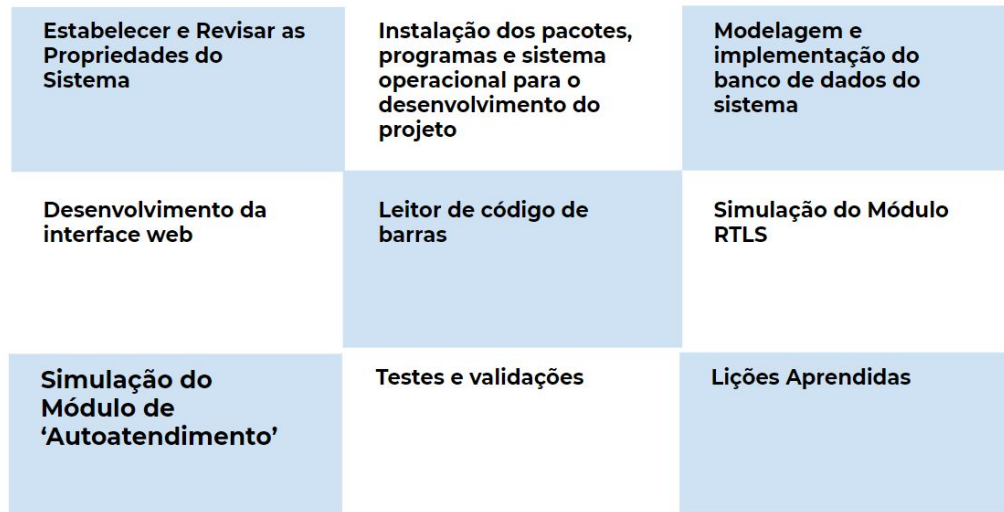 Estabelecer e Revisar as
Propriedades do
Sistema
Instalação dos pacotes,
programas e sistema
operacional para o
desenvolvimento do
projeto
Modelagem e
implementação do
banco de dados do
sistema
Desenvolvimento da
interface web
Leitor de código de
barras
Simulação do Módulo
RTLS
Simulação do
Módulo de
‘Autoatendimento’
Testes e validações
Lições Aprendidas